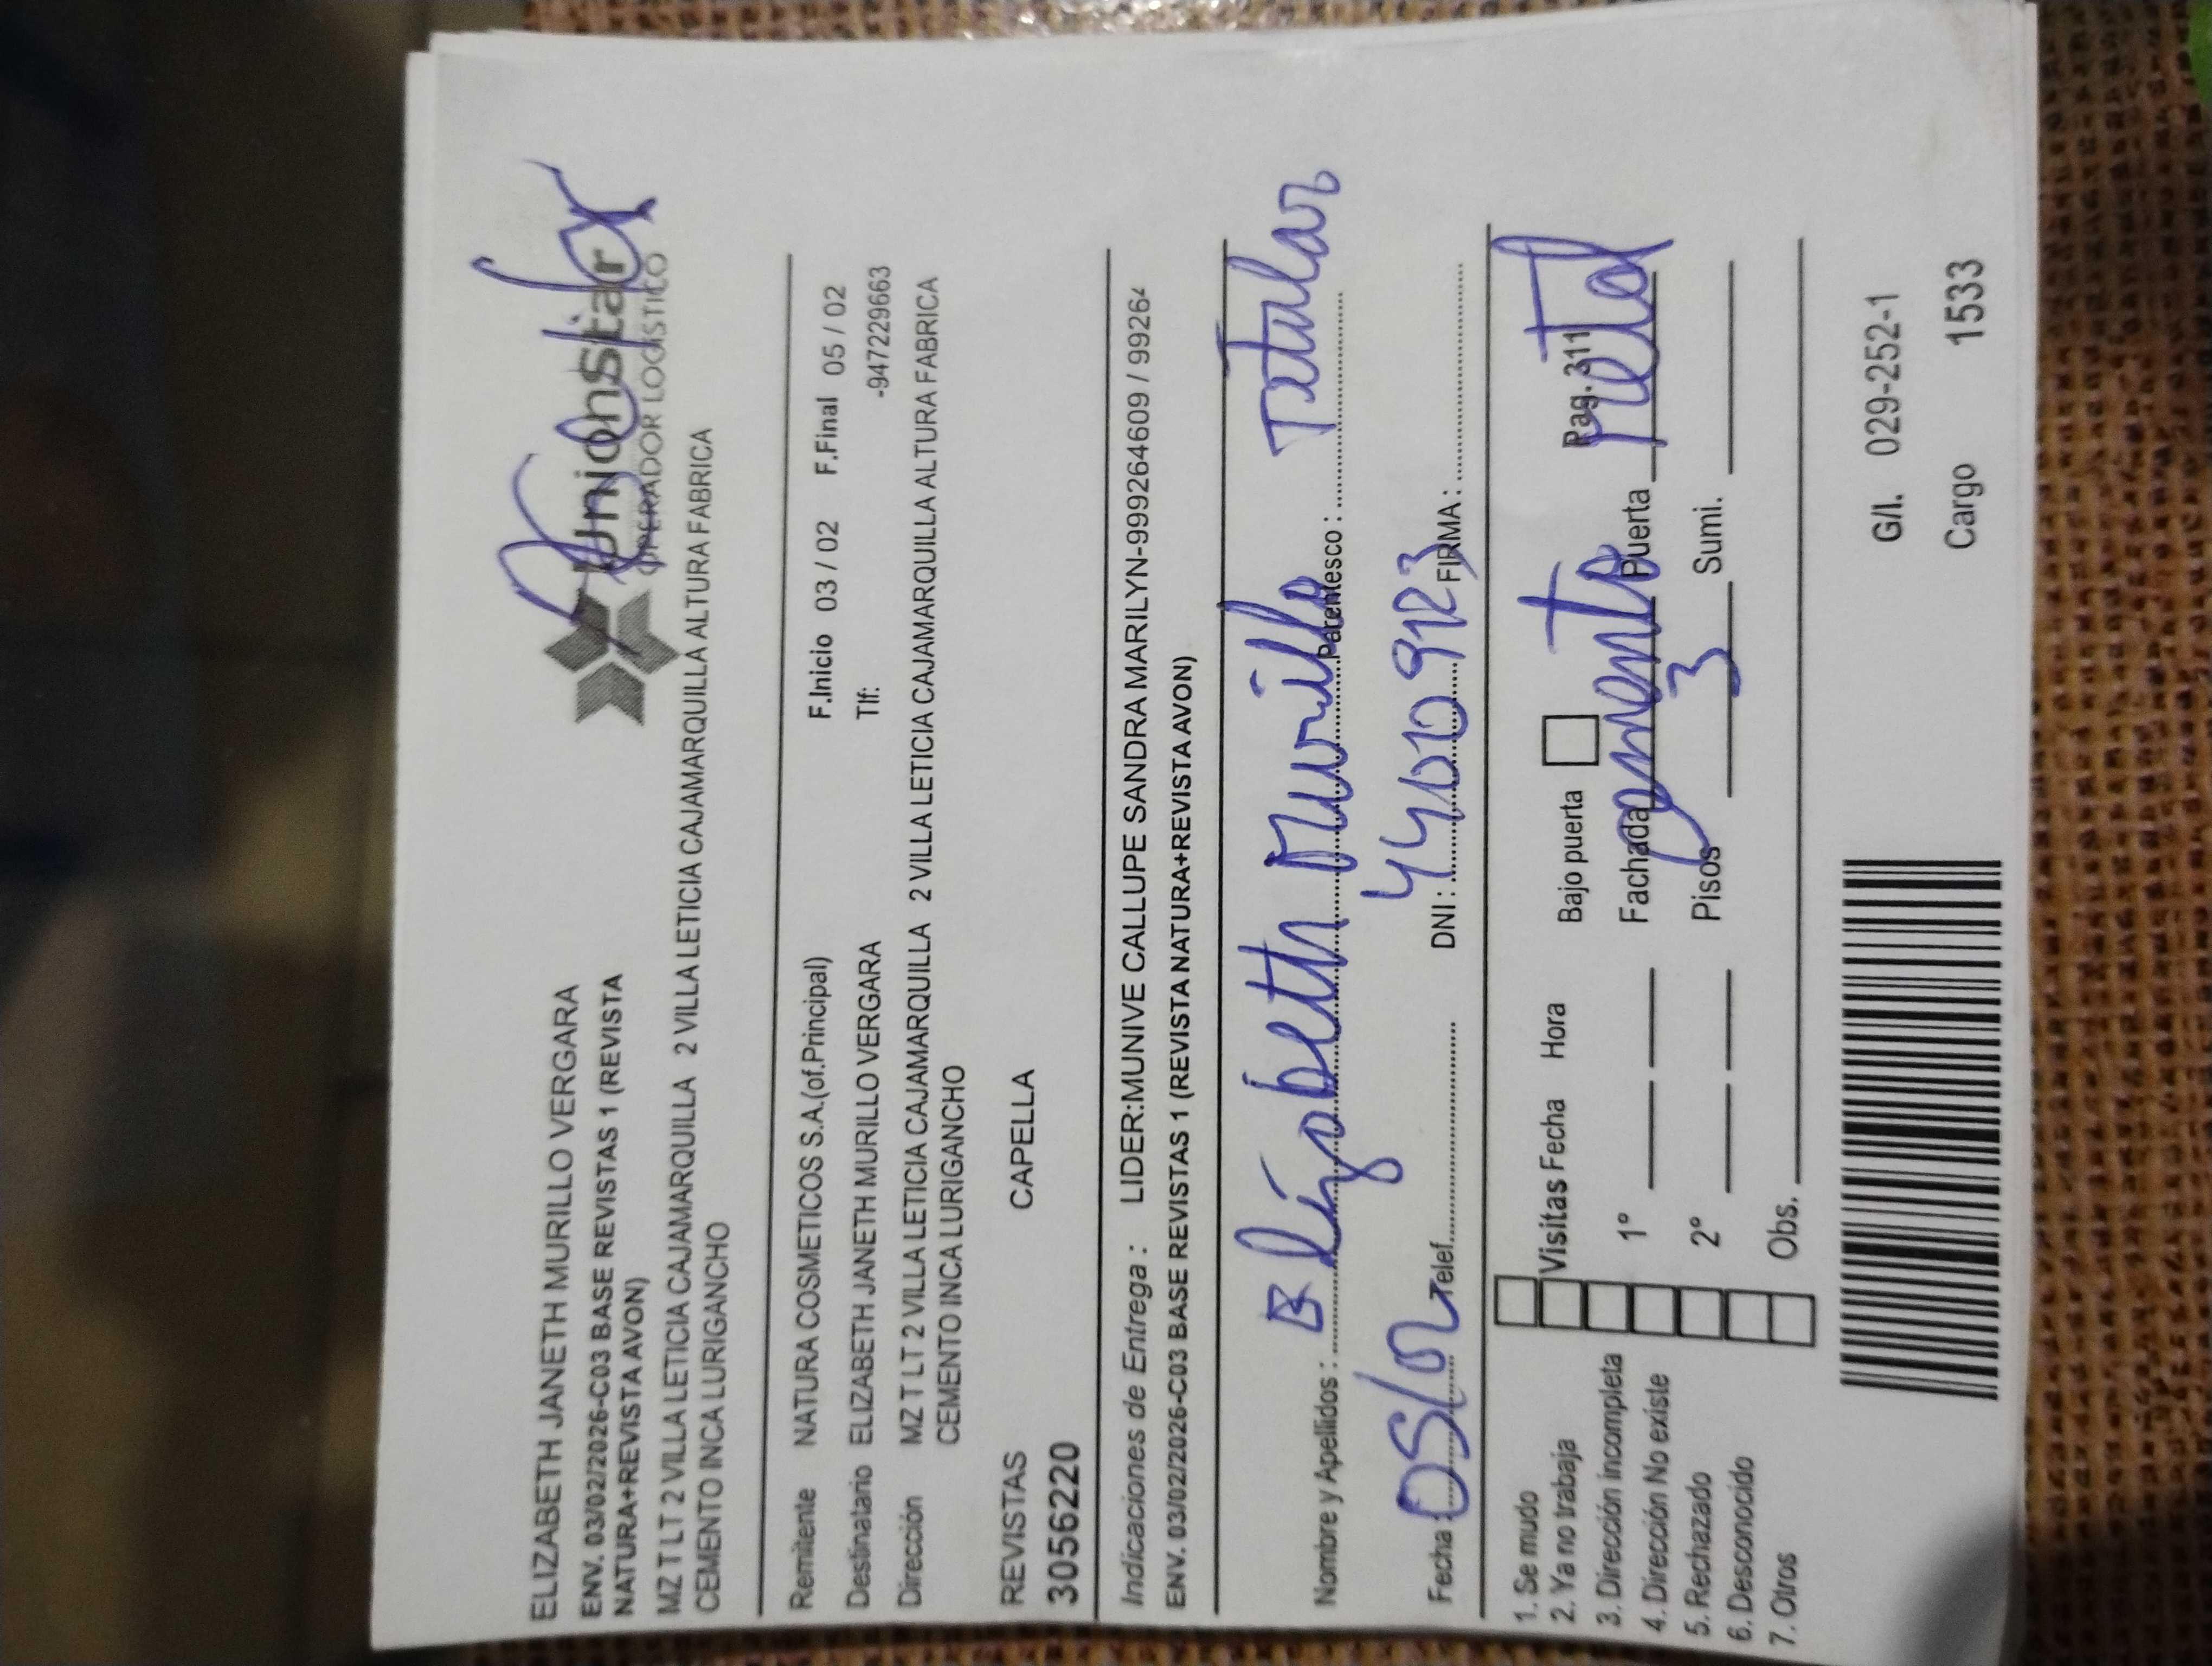 ELIZABETH JANETH MURILLO VERGARA
ENV. 03/02/2026-C03 BASE REVISTAS 1 (REVISTA
NATURA+REVISTA AVON)
Unionstar
OPERADOR LOGISTICO
MZ T LT 2 VILLA LETICIA CAJAMARQUILLA 2 VILLA LETICIA CAJAMARQUILLA ALTURA FABRICA
CEMENTO INCA LURIGANCHO
Remitente NATURA COSMETICOS S.A.(of.Principal) F.Inicio 03 / 02 F.Final 05 / 02
Destinatario ELIZABETH JANETH MURILLO VERGARA Tlf: -947229663
Dirección MZ T LT 2 VILLA LETICIA CAJAMARQUILLA 2 VILLA LETICIA CAJAMARQUILLA ALTURA FABRICA
CEMENTO INCA LURIGANCHO
REVISTAS CAPELLA
3056220
Indicaciones de Entrega : LIDER:MUNIVE CALLUPE SANDRA MARILYN-999264609 / 99264
ENV. 03/02/2026-C03 BASE REVISTAS 1 (REVISTA NATURA+REVISTA AVON)
Nombre y Apellidos : Murillo Parentesco : Titular
Fecha : 05/02 Telef. DNI : 44009123 FIRMA :
1. Se mudo
2. Ya no trabaja Visitas Fecha Hora Bajo puerta Pag. 311
3. Dirección incompleta 1º Fachada Puerta metal
4. Dirección No existe
5. Rechazado 2º Pisos 3 Sumi.
6. Desconocido
7. Otros Obs.
G/I. 029-252-1
Cargo 1533